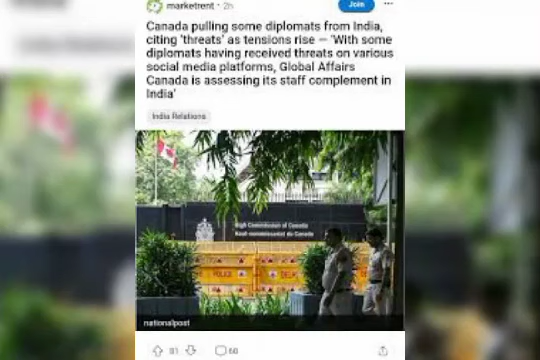 marketrent • 2h
Join
Canada pulling some diplomats from India,
citing 'threats' as tensions rise — 'With some
diplomats having received threats on various
social media platforms, Global Affairs
Canada is assessing its staff complement in
India'
India Relations
High Commission of Canada
Haut-commissariat du Canada
POLICE
DELHI
nationalpost
81
60